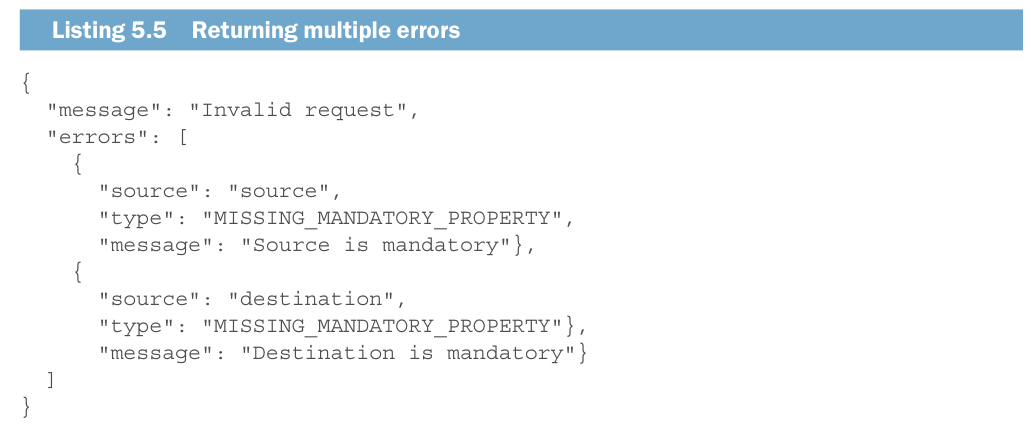 Listing 5.5 Returning multiple errors
{
"message": "Invalid request",
"errors": [
{
"source": "source",
"type": "MISSING_MANDATORY_PROPERTY",
"message": "Source is mandatory"},
{
"source": "destination",
"type": "MISSING_MANDATORY_PROPERTY"},
"message": "Destination is mandatory"}
]
}